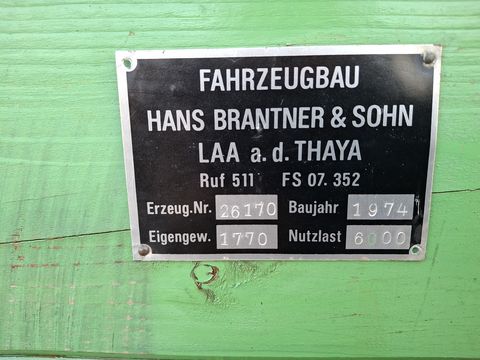 FAHRZEUGBAU
HANS BRANTNER & SOHN
LAA a.d. THAYA
Ruf 511 FS 07.352
Erzeug.Nr. 26170 Baujahr 1974
Eigengew. 1770 Nutzlast 6000